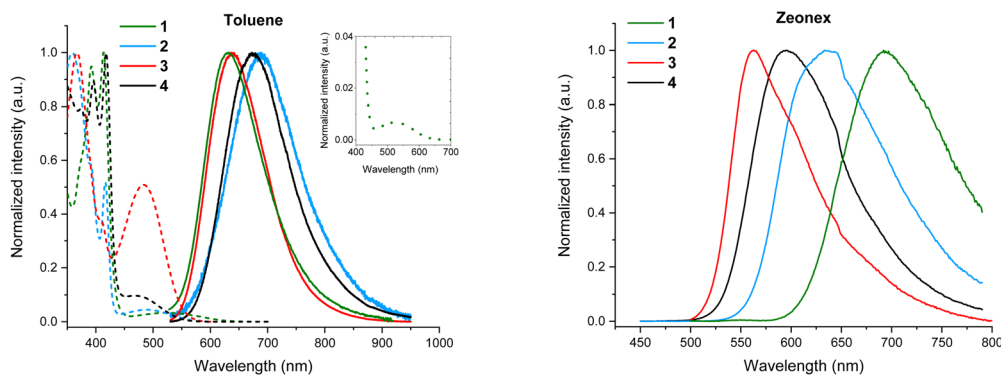 Toluene
1
2
3
4
Normalized intensity (a.u.)
1.0
0.8
0.6
0.4
0.2
0.0
400 500 600 700 800 900 1000
Wavelength (nm)
Normalized intensity (a.u.)
0.04
0.02
0.00
400 500 600 700
Wavelength (nm)
Zeonex
1
2
3
4
Normalized intensity (a.u.)
1.0
0.8
0.6
0.4
0.2
0.0
425 500 550 600 650 700 750 800
Wavelength (nm)